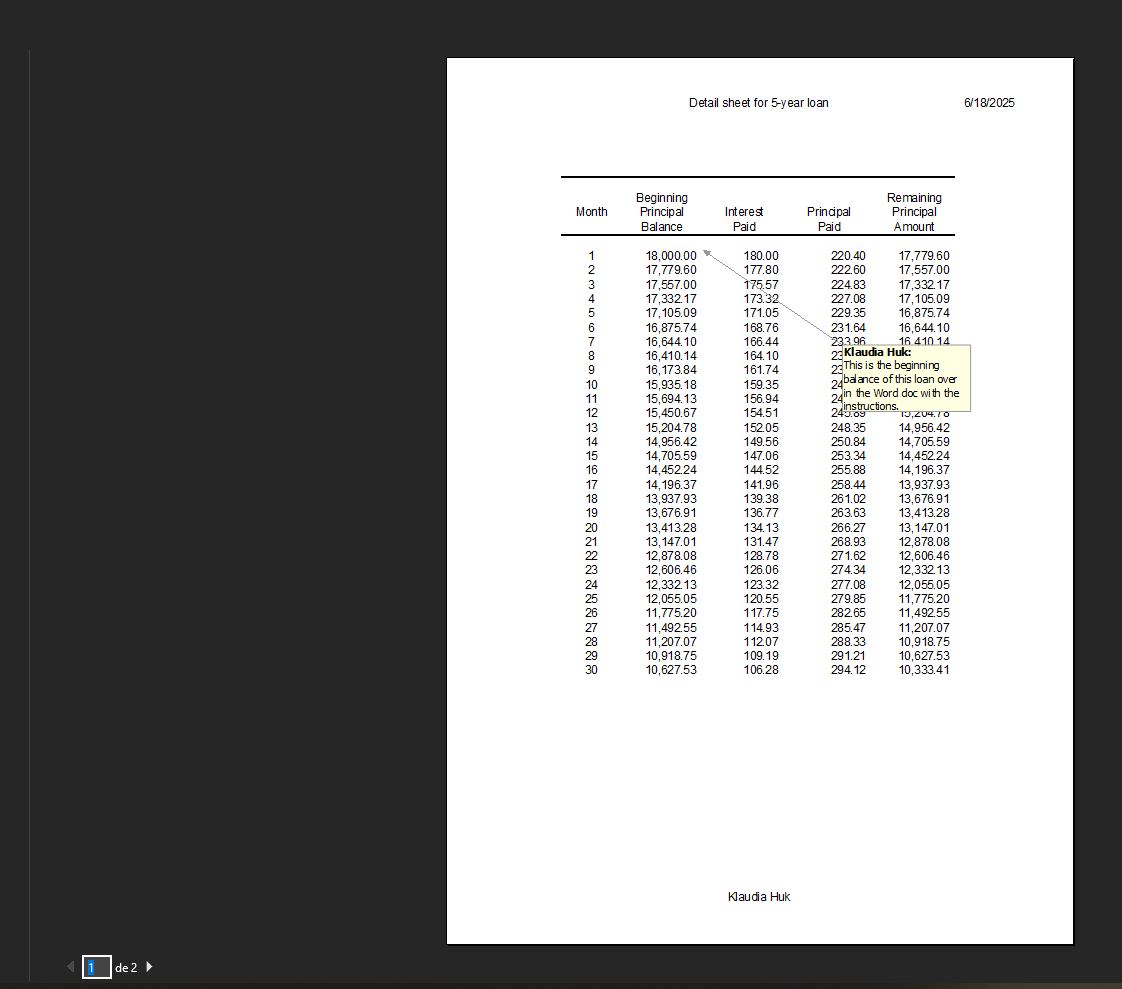 Detail sheet for 5-year loan 6/18/2025
Beginning Remaining
Month Principal Interest Principal Principal
Balance Paid Paid Amount
1 18,000.00 180.00 220.40 17,779.60
2 17,779.60 177.80 222.60 17,557.00
3 17,557.00 175.57 224.83 17,332.17
4 17,332.17 173.32 227.08 17,105.09
5 17,105.09 171.05 229.35 16,875.74
6 16,875.74 168.76 231.64 16,644.10
7 16,644.10 166.44 233.96 16,410.14
8 16,410.14 164.10
9 16,173.84 161.74
10 15,935.18 159.35
11 15,694.13 156.94
12 15,450.67 154.51 245.89 15,204.78
Klaudia Huk:
This is the beginning
balance of this loan over
in the Word doc with the
instructions.
13 15,204.78 152.05 248.35 14,956.42
14 14,956.42 149.56 250.84 14,705.59
15 14,705.59 147.06 253.34 14,452.24
16 14,452.24 144.52 255.88 14,196.37
17 14,196.37 141.96 258.44 13,937.93
18 13,937.93 139.38 261.02 13,676.91
19 13,676.91 136.77 263.63 13,413.28
20 13,413.28 134.13 266.27 13,147.01
21 13,147.01 131.47 268.93 12,878.08
22 12,878.08 128.78 271.62 12,606.46
23 12,606.46 126.06 274.34 12,332.13
24 12,332.13 123.32 277.08 12,055.05
25 12,055.05 120.55 279.85 11,775.20
26 11,775.20 117.75 282.65 11,492.55
27 11,492.55 114.93 285.47 11,207.07
28 11,207.07 112.07 288.33 10,918.75
29 10,918.75 109.19 291.21 10,627.53
30 10,627.53 106.28 294.12 10,333.41
Klaudia Huk
1 de 2